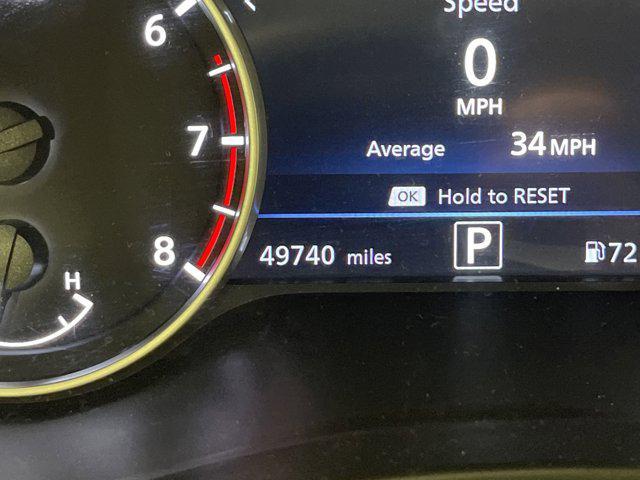 Speed
0
MPH
Average 34 MPH
OK Hold to RESET
49740 miles P 72
6
7
8
H